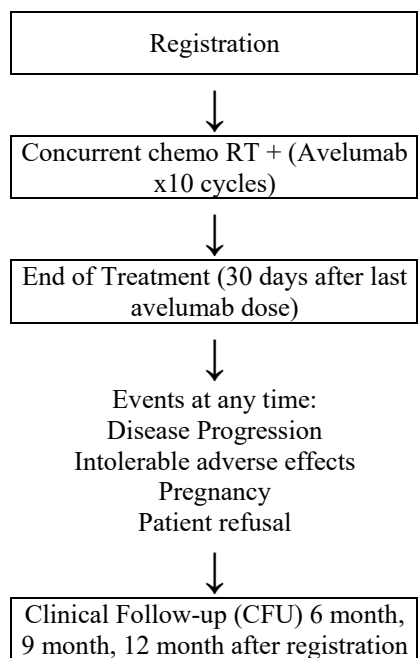 Registration
Concurrent chemo RT + (Avelumab
x10 cycles)
End of Treatment (30 days after last
avelumab dose)
Events at any time:
Disease Progression
Intolerable adverse effects
Pregnancy
Patient refusal
Clinical Follow-up (CFU) 6 month,
9 month, 12 month after registration